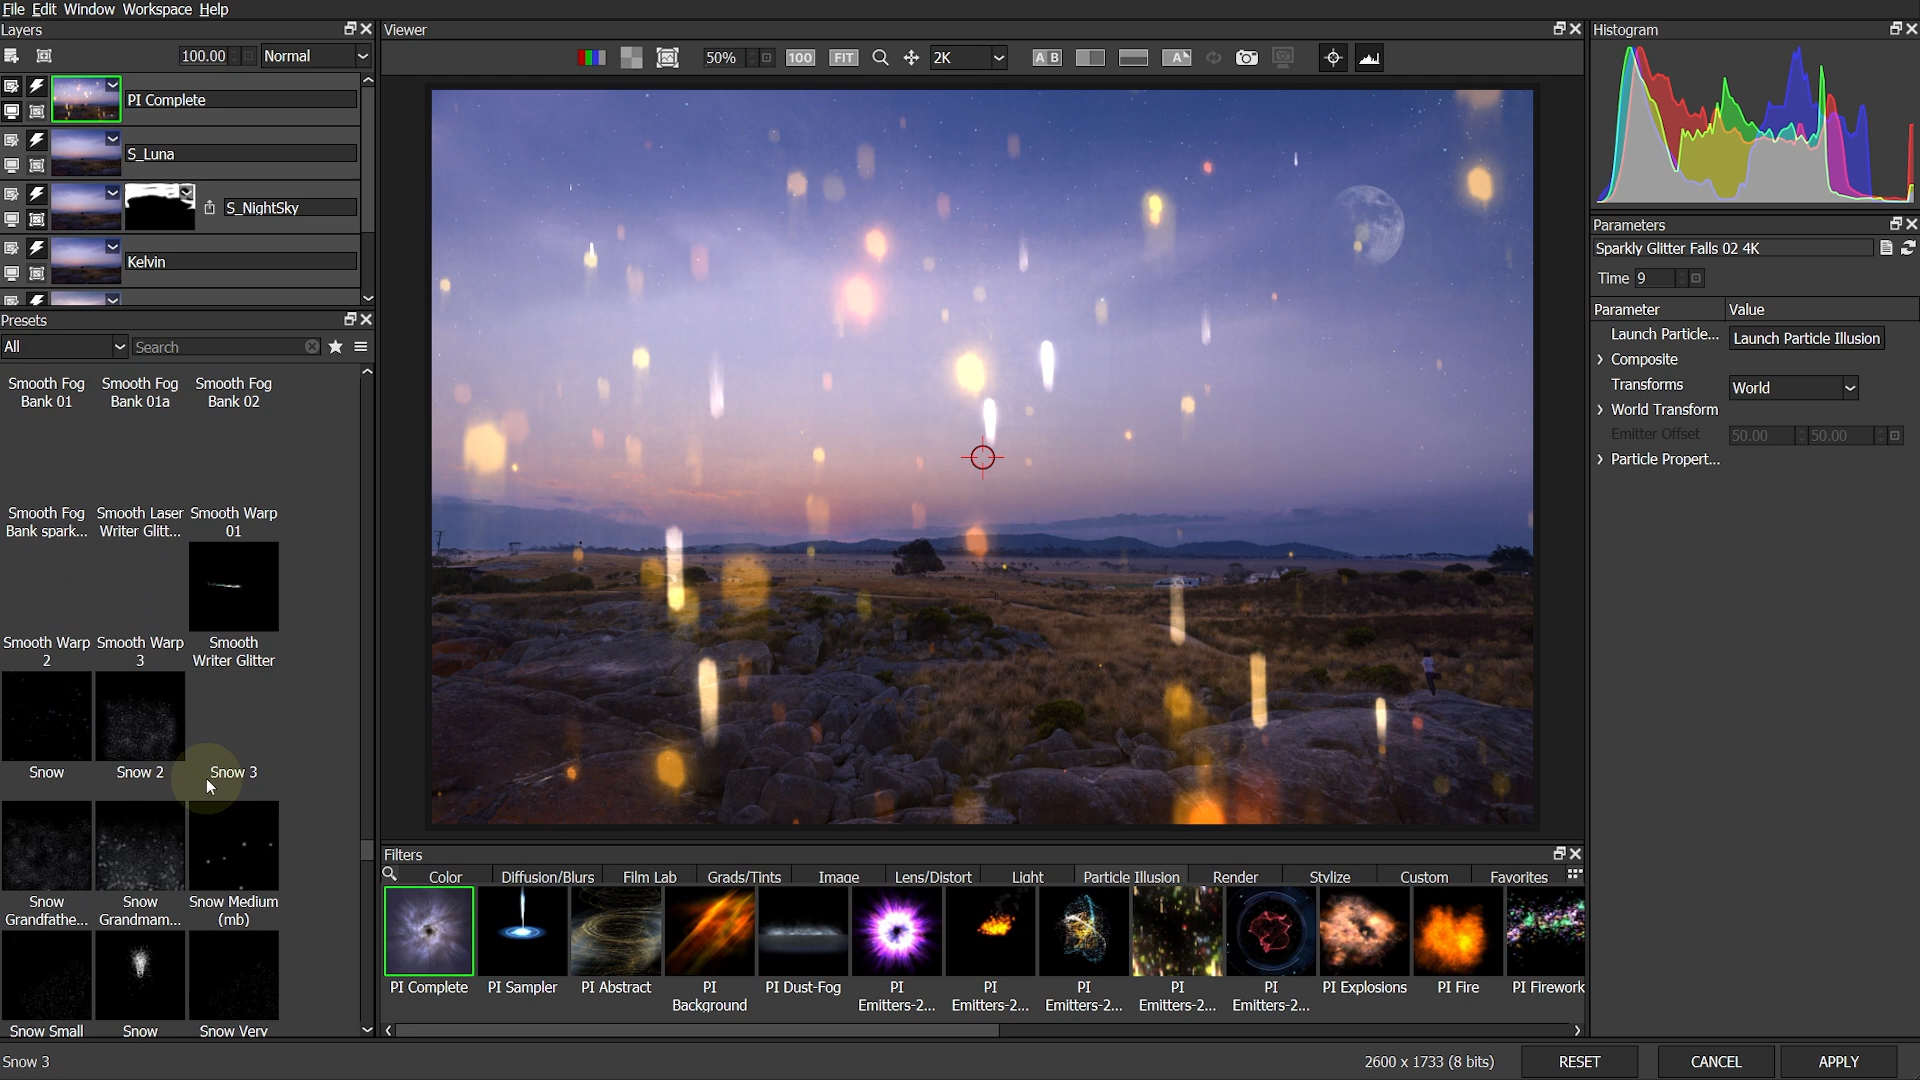 File Edit Window Workspace Help
Layers
100.00 Normal
PI Complete
S_Luna
S_NightSky
Kelvin
Presets
All Search
Smooth Fog Bank 01
Smooth Fog Bank 01a
Smooth Fog Bank 02
Smooth Fog Bank spark...
Smooth Laser Writer Glitt...
Smooth Warp 01
Smooth Warp 2
Smooth Warp 3
Smooth Writer Glitter
Snow
Snow 2
Snow 3
Snow Grandfathe...
Snow Grandmam...
Snow Medium (mb)
Snow Small
Snow
Snow Very
Snow 3
Viewer
50% 100 FIT 2K A B A
Filters
Color Diffusion/Blurs Film Lab Grads/Tints Image Lens/Distort Light Particle Illusion Render Stylize Custom Favorites
PI Complete
PI Sampler
PI Abstract
PI Background
PI Dust-Fog
PI Emitters-2...
PI Emitters-2...
PI Emitters-2...
PI Emitters-2...
PI Emitters-2...
PI Explosions
PI Fire
PI Firework
Histogram
Parameters
Sparkly Glitter Falls 02 4K
Time 9
Parameter Value
Launch Particle... Launch Particle Illusion
Composite
Transforms World
World Transform
Emitter Offset 50.00 50.00
Particle Propert...
2600 x 1733 (8 bits) RESET CANCEL APPLY